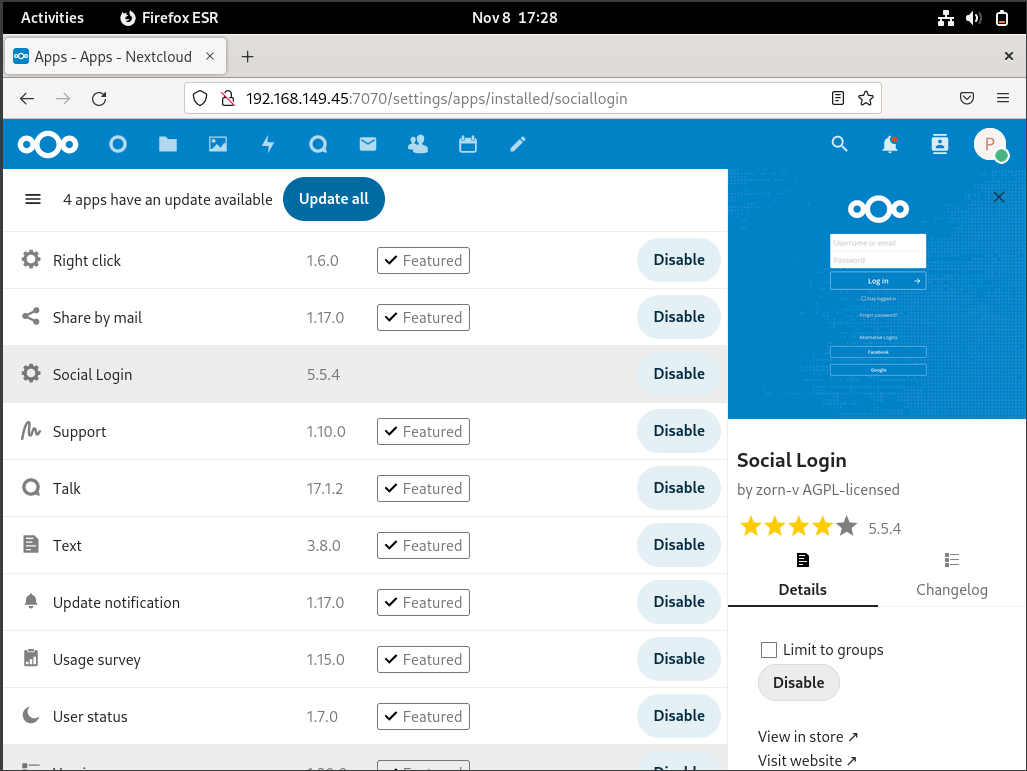 Activities Firefox ESR Nov 8 17:28
Apps - Apps - Nextcloud
192.168.149.45:7070/settings/apps/installed/sociallogin
P
4 apps have an update available Update all
Right click 1.6.0 Featured Disable
Share by mail 1.17.0 Featured Disable
Social Login 5.5.4 Disable
Support 1.10.0 Featured Disable
Talk 17.1.2 Featured Disable
Text 3.8.0 Featured Disable
Update notification 1.17.0 Featured Disable
Usage survey 1.15.0 Featured Disable
User status 1.7.0 Featured Disable
Username or email
Password
Log in
Stay logged in
Forgot password?
Alternative Logins
Facebook
Google
Social Login
by zorn-v AGPL-licensed
5.5.4
Details Changelog
Limit to groups
Disable
View in store ↗
Visit website ↗